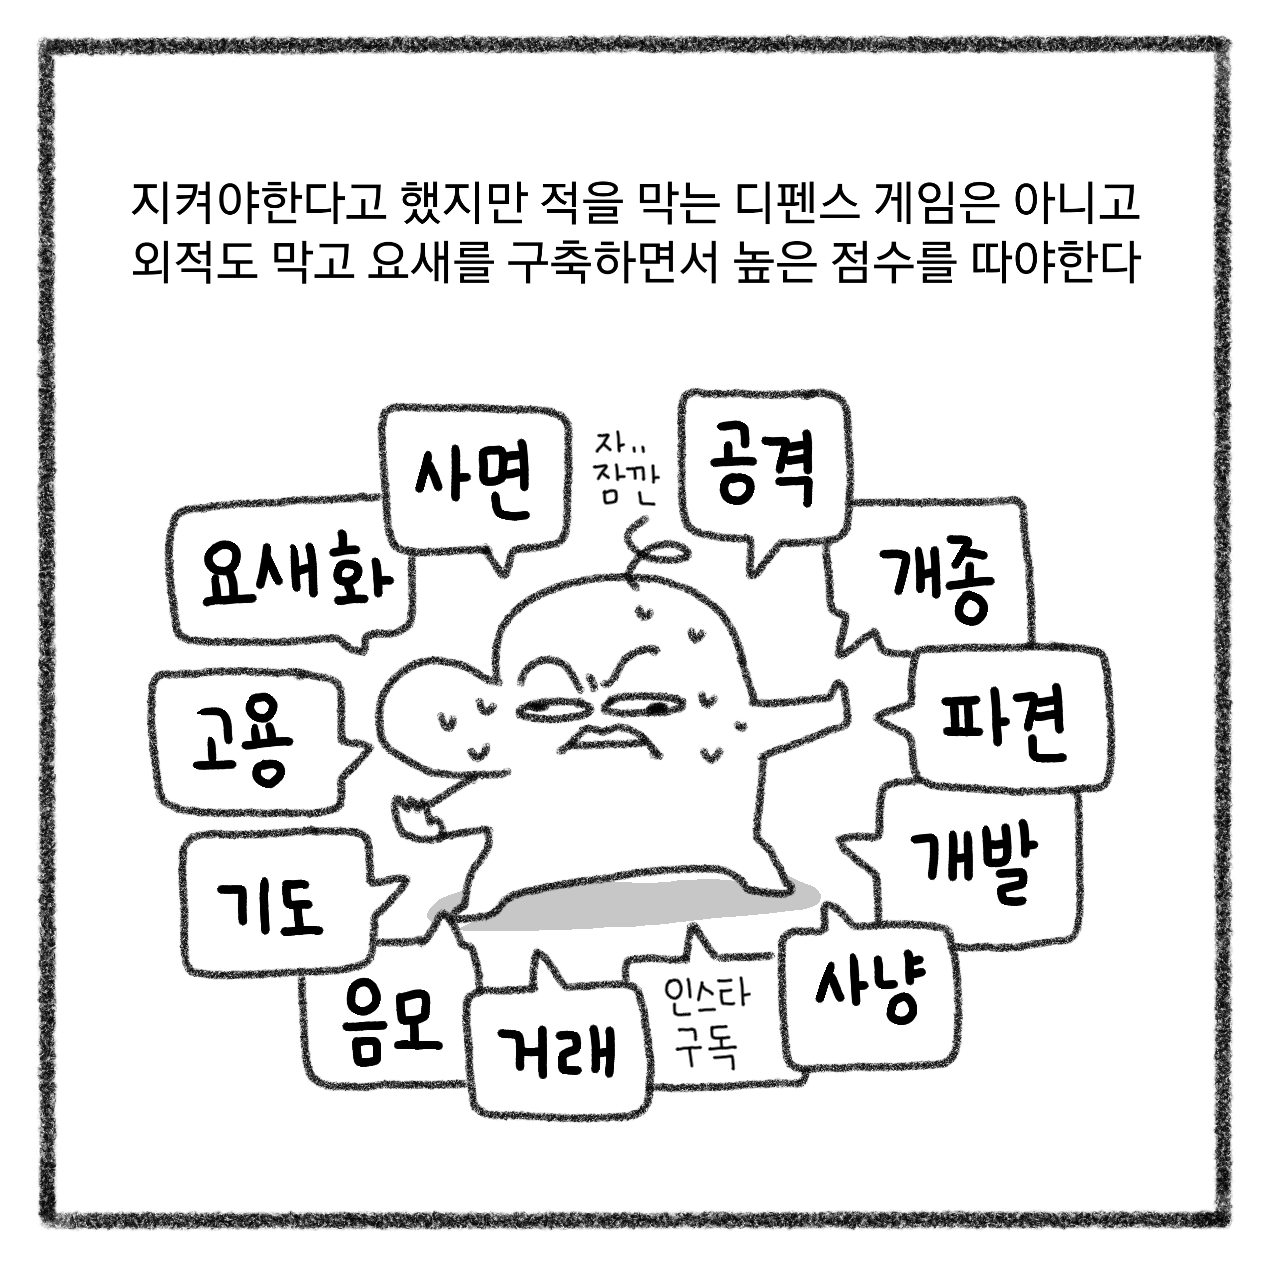 지켜야한다고 했지만 적을 막는 디펜스 게임은 아니고
외적도 막고 요새를 구축하면서 높은 점수를 따야한다
사면
자..
잠깐
공격
요새화
개종
고용
파견
개발
기도
사냥
음모
거래
인스타
구독